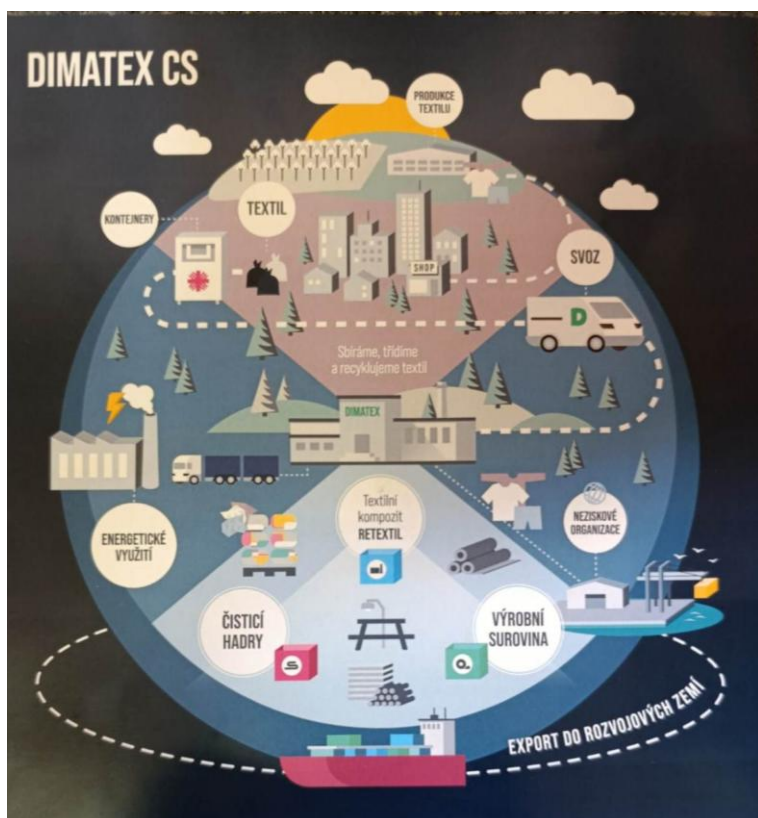 DIMATEX CS
PRODUKCE
TEXTILU
KONTEJNERY
TEXTIL
SHOP
SVOZ
D
Sbíráme, třídíme
a recyklujeme textil
DIMATEX
ENERGETICKÉ
VYUŽITÍ
Textilní
kompozit
RETEXTIL
NEZISKOVÉ
ORGANIZACE
ČISTICÍ
HADRY
VÝROBNÍ
SUROVINA
EXPORT DO ROZVOJOVÝCH ZEMÍ